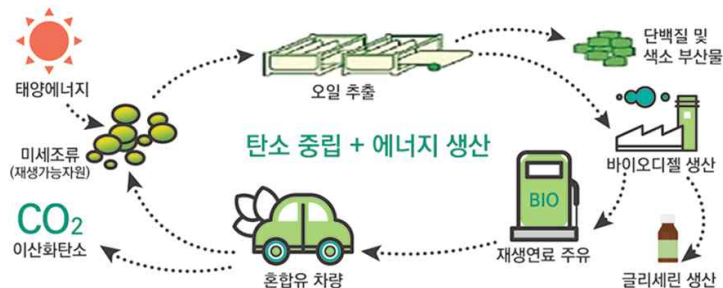 태양에너지
오일 추출
단백질 및
색소 부산물
미세조류
(재생가능자원)
탄소 중립 + 에너지 생산
바이오디젤 생산
CO₂
이산화탄소
BIO
혼합유 차량
재생연료 주유
글리세린 생산